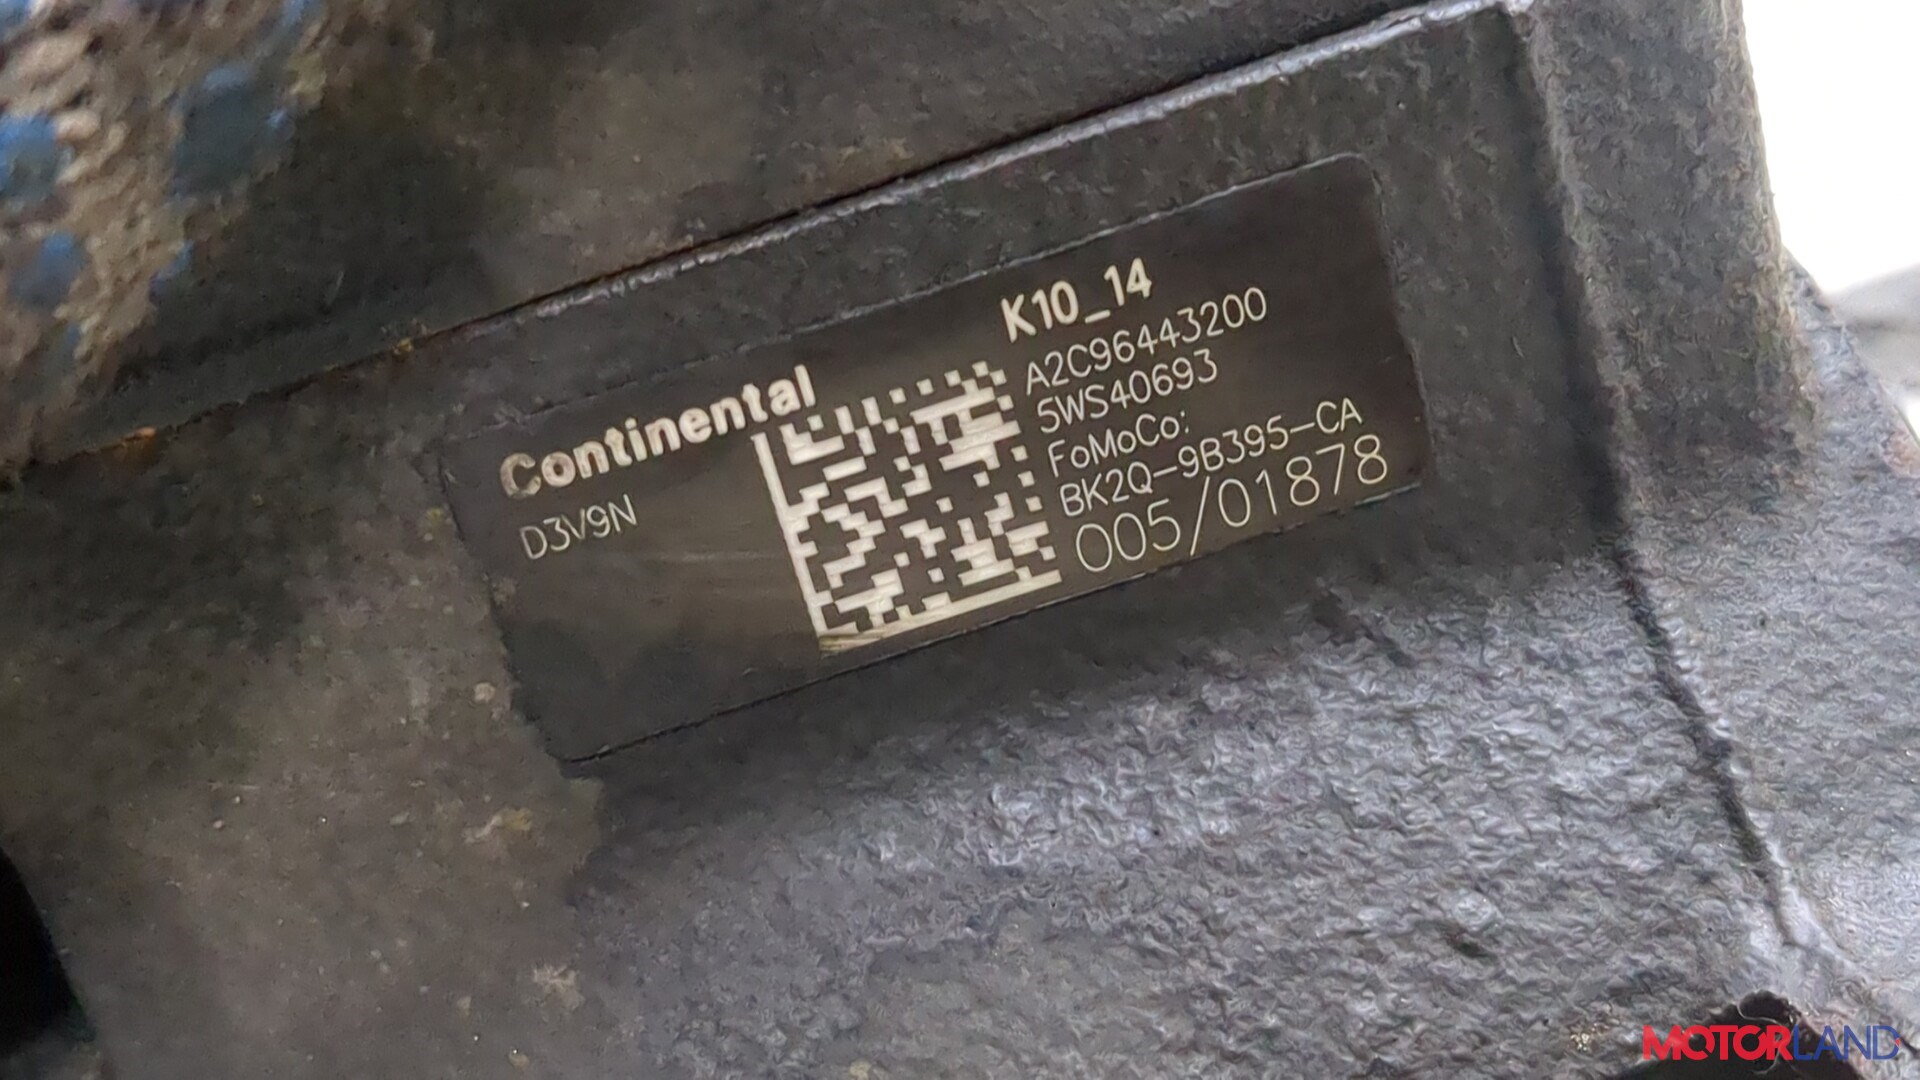 K10_14
Continental
D3V9N
A2C96443200
5WS40693
FoMoCo:
BK2Q-9B395-CA
005/01878
MOTORLAND